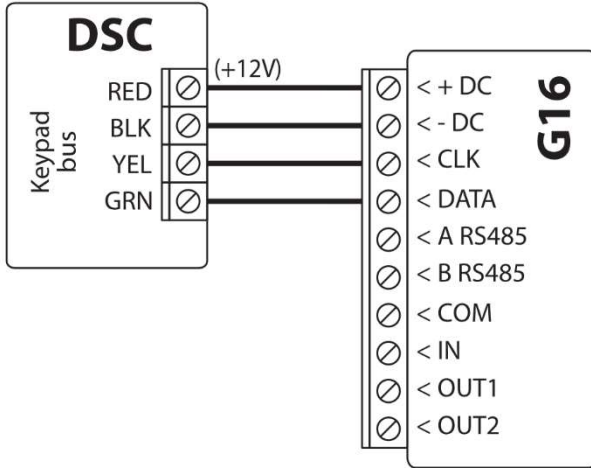 DSC
Keypad
bus
RED
BLK
YEL
GRN
(+12V)
G16
< + DC
< - DC
< CLK
< DATA
< A RS485
< B RS485
< COM
< IN
< OUT1
< OUT2